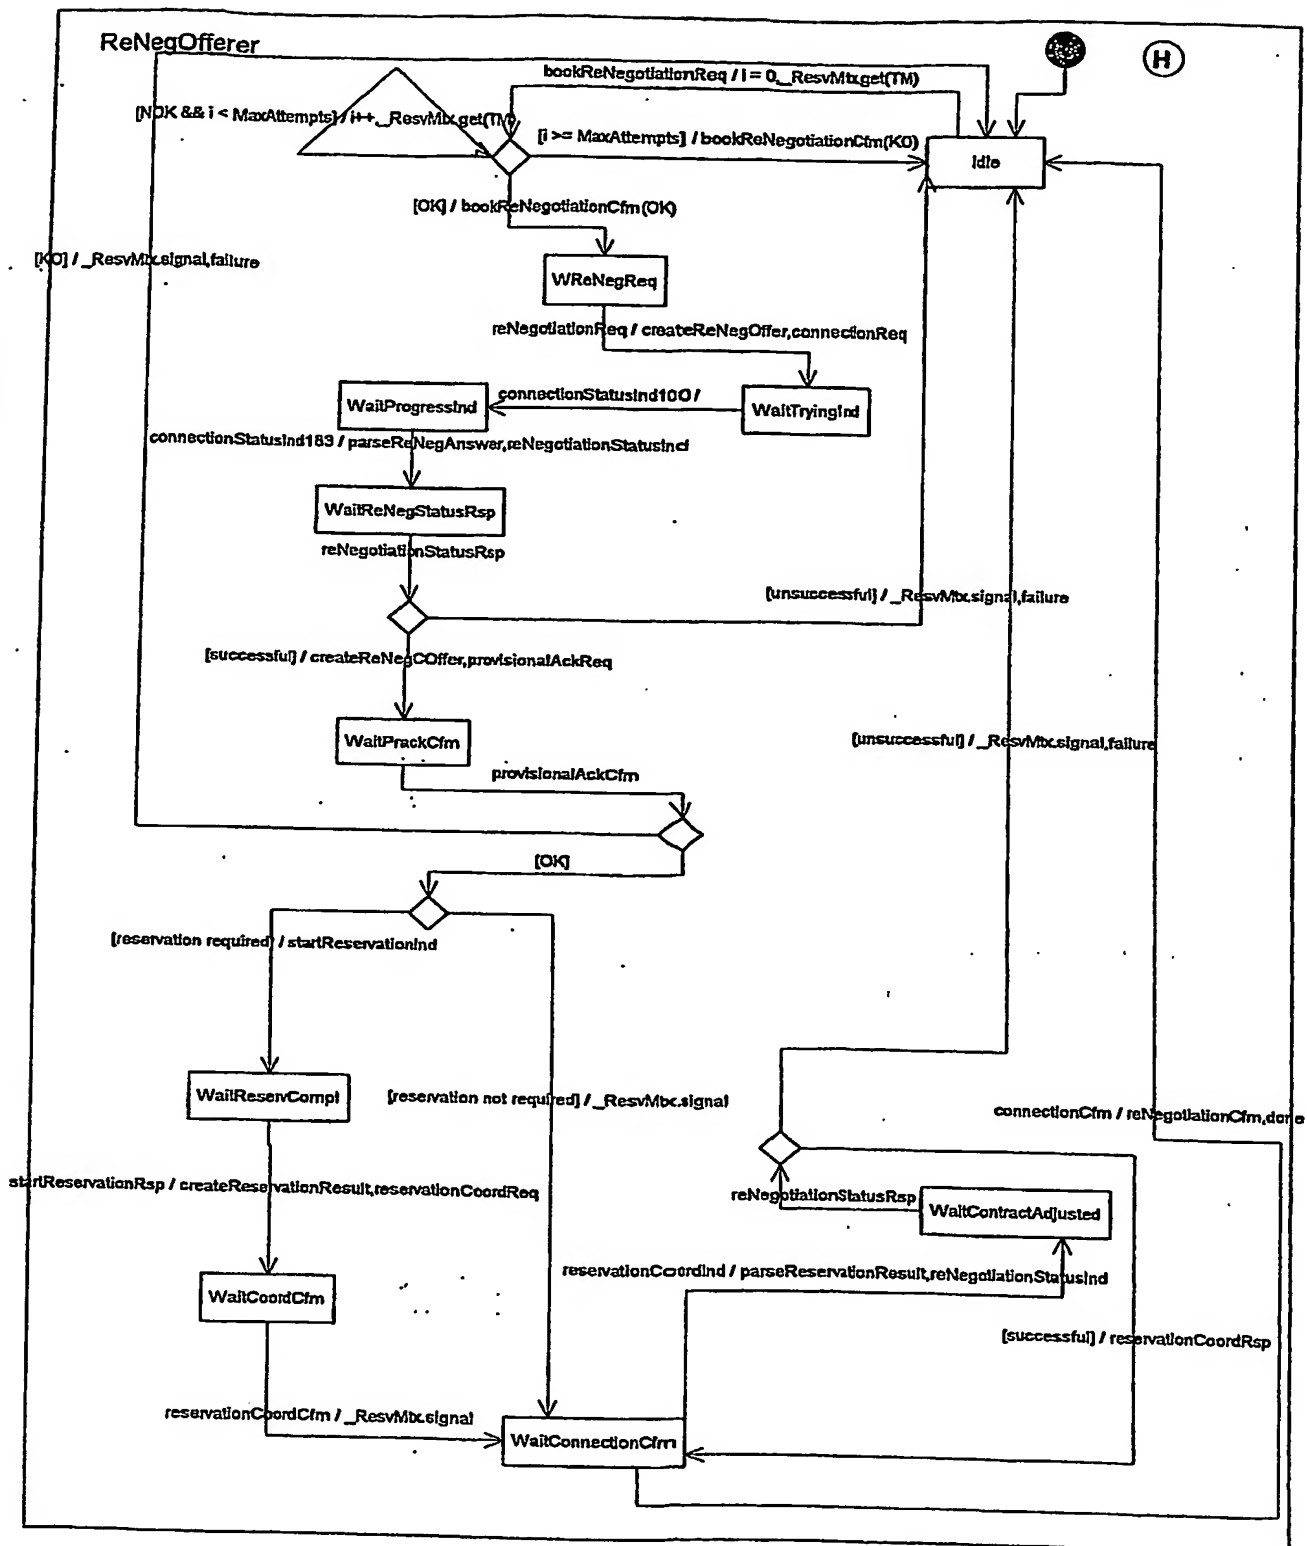 ReNegOfferer
H
bookReNegotiationReq / i = 0,_ResvMtx.get(TM)
[NOK && i < MaxAttempts] / i++,_ResvMtx.get(TM)
[i >= MaxAttempts] / bookReNegotiationCfm(KO)
Idle
[OK] / bookReNegotiationCfm(OK)
[KO] / _ResvMtx.signal,failure
WReNegReq
reNegotiationReq / createReNegOffer,connectionReq
WaitProgressInd
connectionStatusInd100 /
WaitTryingInd
connectionStatusInd183 / parseReNegAnswer,reNegotiationStatusInd
WaitReNegStatusRsp
reNegotiationStatusRsp
[unsuccessful] / _ResvMtx.signal,failure
[successful] / createReNegCOffer,provisionalAckReq
WaitPrackCfm
[unsuccessful] / _ResvMtx.signal,failure
provisionalAckCfm
[OK]
[reservation required] / startReservationInd
WaitReservCompl
[reservation not required] / _ResvMtx.signal
connectionCfm / reNegotiationCfm,done
startReservationRsp / createReservationResult,reservationCoordReq
reNegotiationStatusRsp
WaitContractAdjusted
reservationCoordInd / parseReservationResult,reNegotiationStatusInd
WaitCoordCfm
[successful] / reservationCoordRsp
reservationCoordCfm / _ResvMtx.signal
WaitConnectionCfm